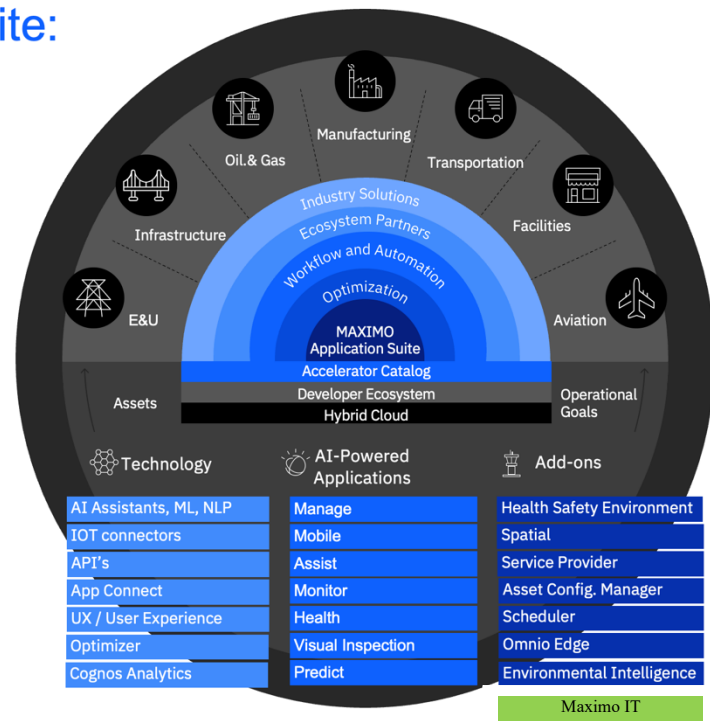 ite:
Manufacturing
Oil.& Gas
Transportation
Infrastructure
Facilities
E&U
Aviation
Industry Solutions
Ecosystem Partners
Workflow and Automation
Optimization
MAXIMO
Application Suite
Accelerator Catalog
Developer Ecosystem
Hybrid Cloud
Assets
Operational
Goals
Technology
AI Assistants, ML, NLP
IOT connectors
API's
App Connect
UX / User Experience
Optimizer
Cognos Analytics
AI-Powered
Applications
Manage
Mobile
Assist
Monitor
Health
Visual Inspection
Predict
Add-ons
Health Safety Environment
Spatial
Service Provider
Asset Config. Manager
Scheduler
Omnio Edge
Environmental Intelligence
Maximo IT